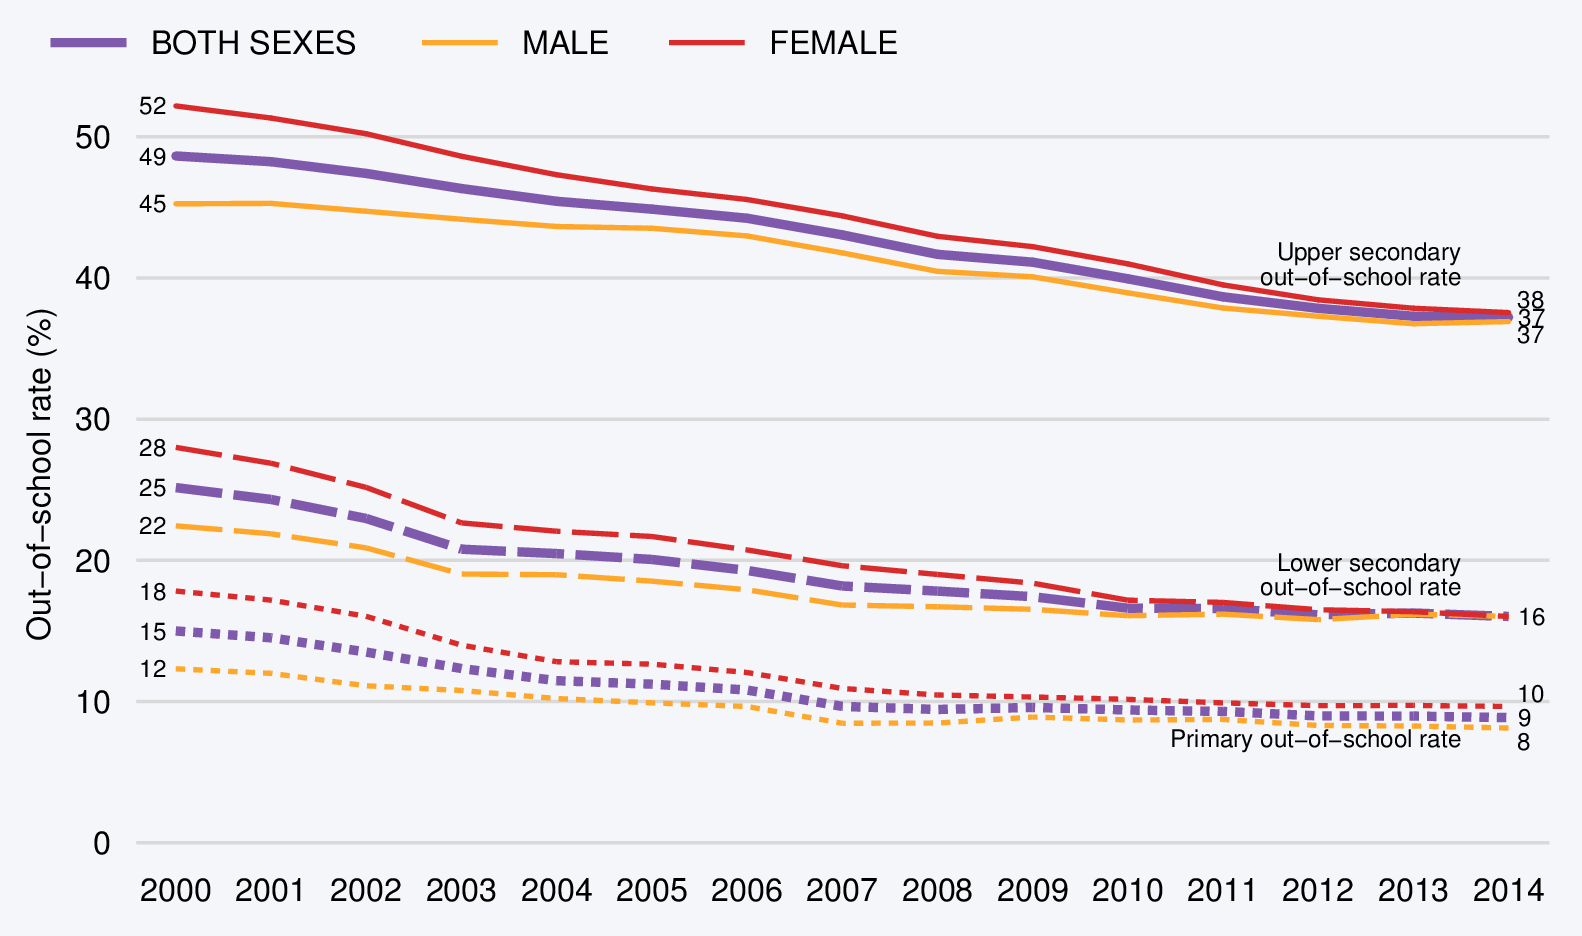 BOTH SEXES MALE FEMALE
Out–of–school rate (%)
50
40
30
20
10
0
52
49
45
Upper secondary
out–of–school rate
38
37
37
28
25
22
Lower secondary
out–of–school rate
16
18
15
12
10
9
8
Primary out–of–school rate
2000 2001 2002 2003 2004 2005 2006 2007 2008 2009 2010 2011 2012 2013 2014